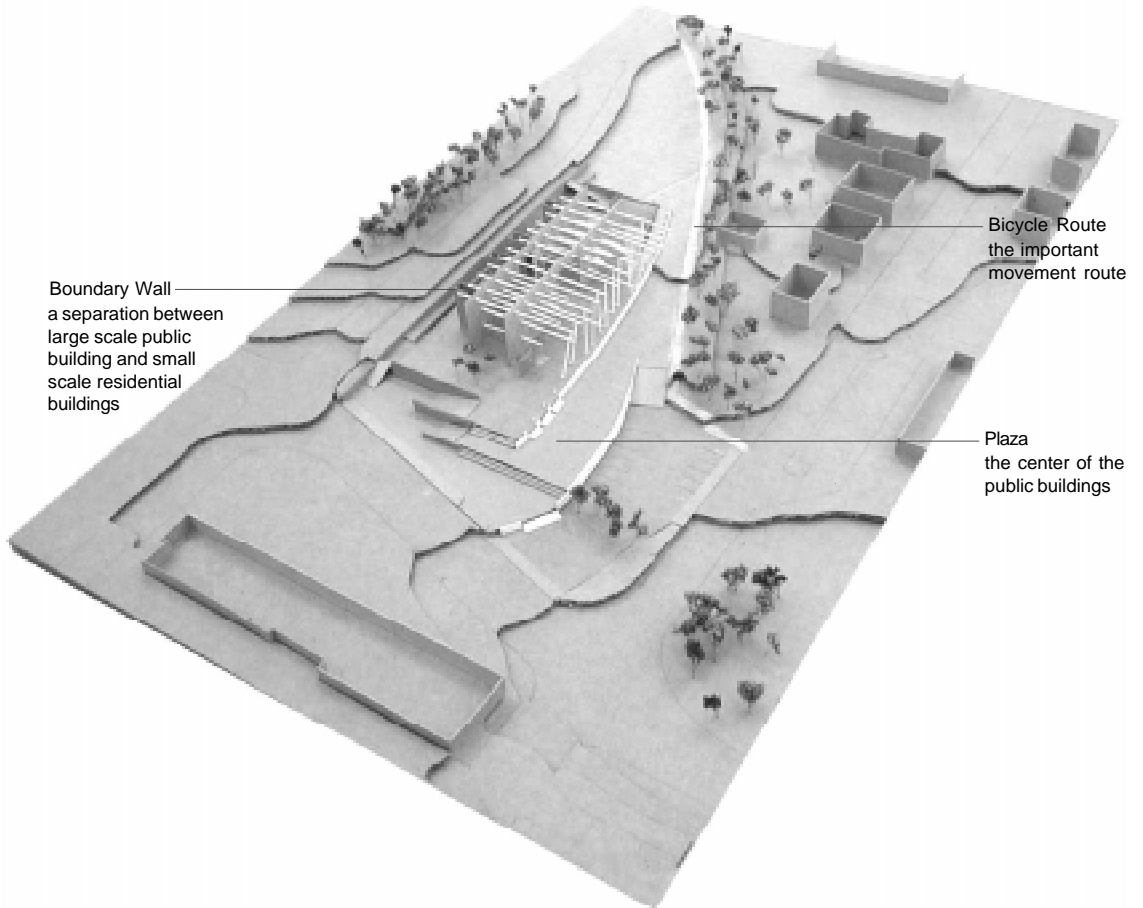 Boundary Wall
a separation between
large scale public
building and small
scale residential
buildings
Bicycle Route
the important
movement route
Plaza
the center of the
public buildings